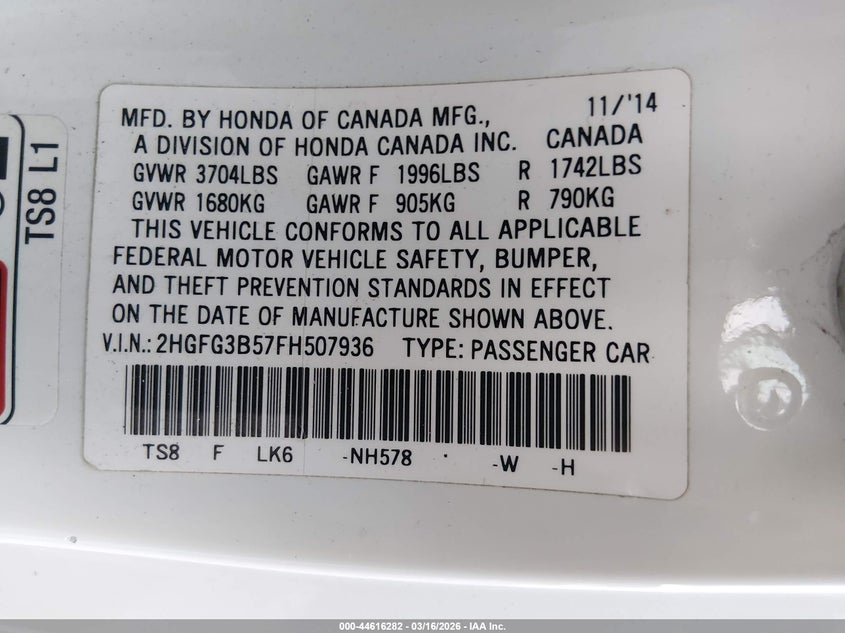 MFD. BY HONDA OF CANADA MFG., 11/'14
A DIVISION OF HONDA CANADA INC. CANADA
GVWR 3704LBS GAWR F 1996LBS R 1742LBS
GVWR 1680KG GAWR F 905KG R 790KG
THIS VEHICLE CONFORMS TO ALL APPLICABLE
FEDERAL MOTOR VEHICLE SAFETY, BUMPER,
AND THEFT PREVENTION STANDARDS IN EFFECT
ON THE DATE OF MANUFACTURE SHOWN ABOVE.
V.I.N.: 2HGFG3B57FH507936 TYPE: PASSENGER CAR
TS8 F LK6 -NH578 -W -H
TS8 L1
000-44616282 - 03/16/2026 - IAA Inc.